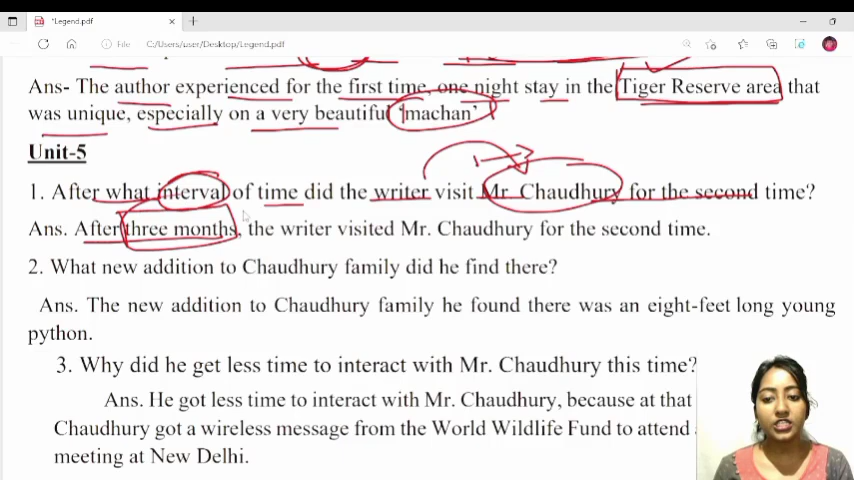 *Legend.pdf
File
C:/Users/user/Desktop/Legend.pdf
Ans- The author experienced for the first time, one night stay in the Tiger Reserve area that
was unique, especially on a very beautiful 'machan'
Unit-5
1. After what interval of time did the writer visit Mr. Chaudhury for the second time?
Ans. After three months, the writer visited Mr. Chaudhury for the second time.
2. What new addition to Chaudhury family did he find there?
Ans. The new addition to Chaudhury family he found there was an eight-feet long young
python.
3. Why did he get less time to interact with Mr. Chaudhury this time?
Ans. He got less time to interact with Mr. Chaudhury, because at that
Chaudhury got a wireless message from the World Wildlife Fund to attend
meeting at New Delhi.